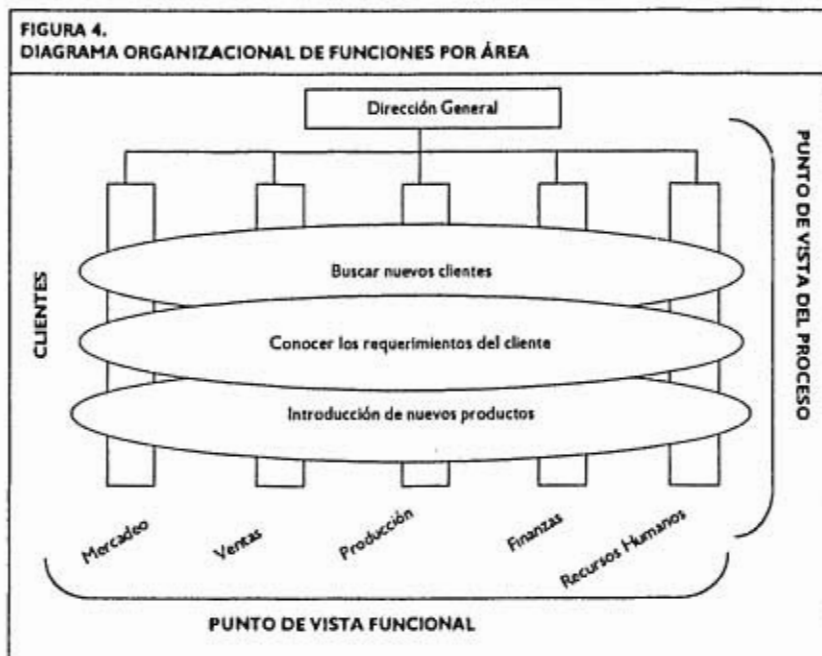 FIGURA 4.
DIAGRAMA ORGANIZACIONAL DE FUNCIONES POR ÁREA
Dirección General
CLIENTES
Buscar nuevos clientes
Conocer los requerimientos del cliente
Introducción de nuevos productos
PUNTO DE VISTA DEL PROCESO
Mercadeo
Ventas
Producción
Finanzas
Recursos Humanos
PUNTO DE VISTA FUNCIONAL